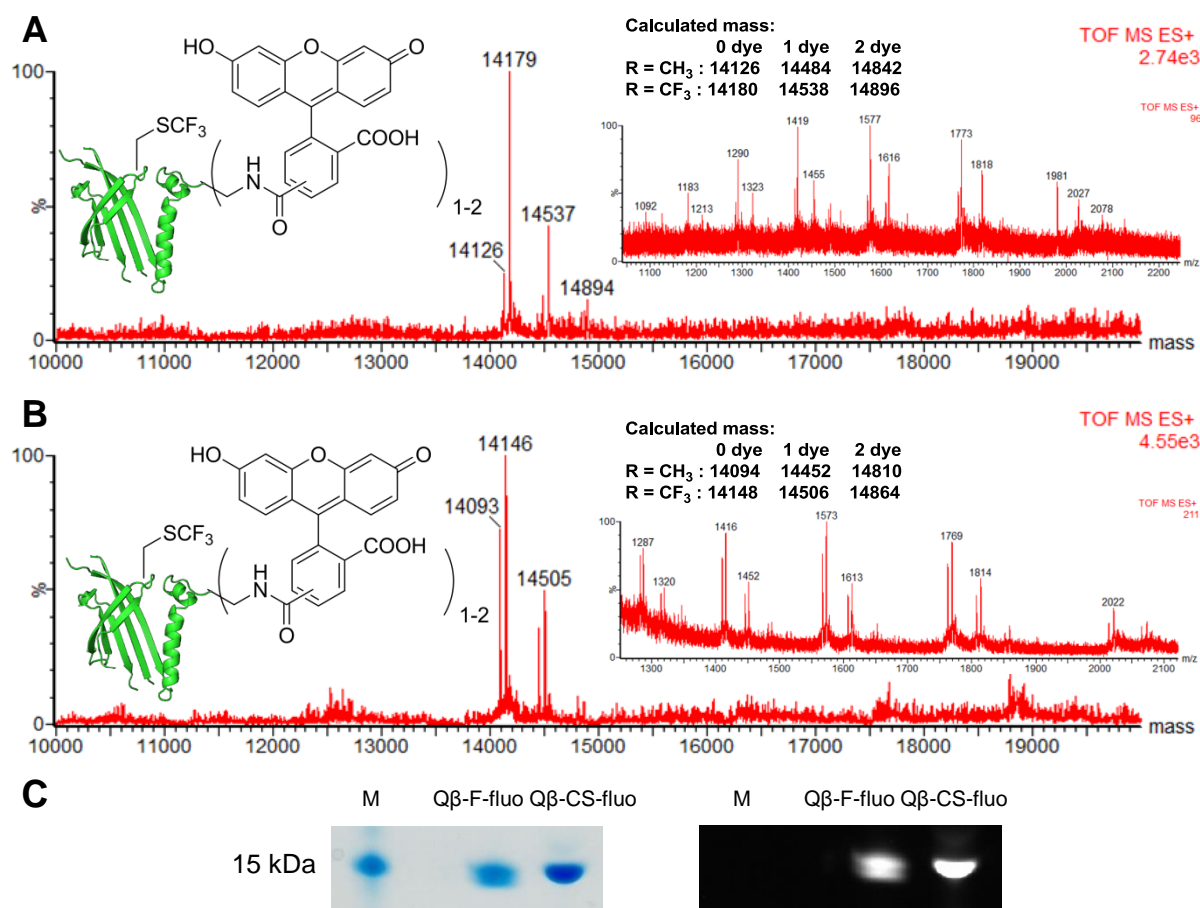 A
HO
O
O
COOH
SCF₃
H
N
O
1-2
Calculated mass:
0 dye 1 dye 2 dye
R = CH₃ : 14126 14484 14842
R = CF₃ : 14180 14538 14896
TOF MS ES+
2.74e3
TOF MS ES+
96
100
%
0
14179
14126
14537
14894
10000 11000 12000 13000 14000 15000 16000 17000 18000 19000 mass
100
%
0
1092 1183 1213 1290 1323 1419 1455 1577 1616 1773 1818 1981 2027 2078
1100 1200 1300 1400 1500 1600 1700 1800 1900 2000 2100 2200 m/z
B
HO
O
O
COOH
SCF₃
H
N
O
1-2
Calculated mass:
0 dye 1 dye 2 dye
R = CH₃ : 14094 14452 14810
R = CF₃ : 14148 14506 14864
TOF MS ES+
4.55e3
TOF MS ES+
211
100
%
0
14146
14093
14505
10000 11000 12000 13000 14000 15000 16000 17000 18000 19000 mass
100
%
0
1287 1320 1416 1452 1573 1613 1769 1814 2022
1300 1400 1500 1600 1700 1800 1900 2000 2100 m/z
C
M Qβ-F-fluo Qβ-CS-fluo M Qβ-F-fluo Qβ-CS-fluo
15 kDa